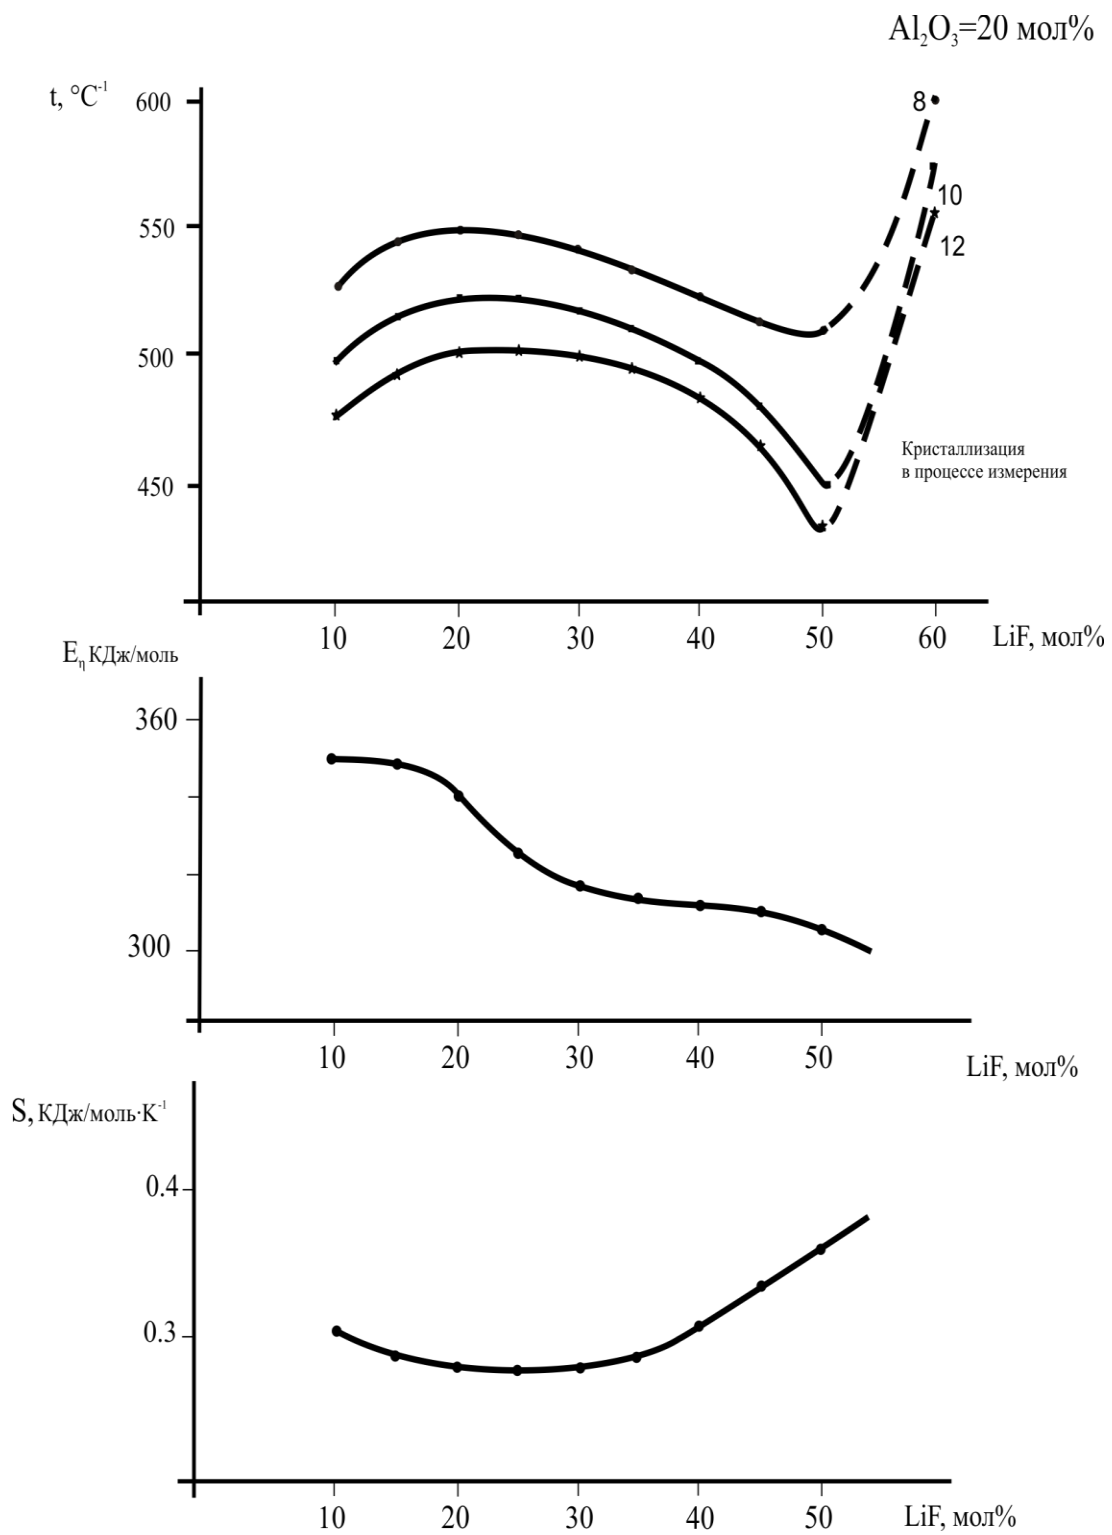 Al₂O₃=20 мол%
t, °C⁻¹
600
8
10
550
12
500
Кристаллизация
в процессе измерения
450
10 20 30 40 50 60 LiF, мол%
Eη КДж/моль
360
300
10 20 30 40 50 LiF, мол%
S, КДж/моль·K⁻¹
0.4
0.3
10 20 30 40 50 LiF, мол%